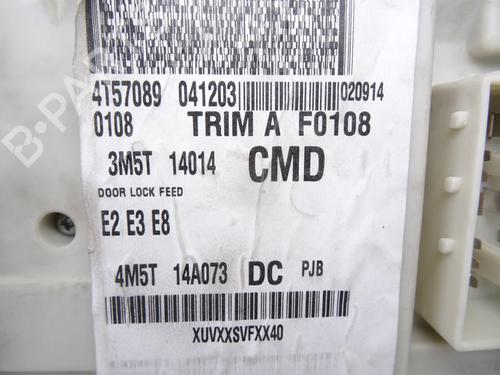 4T57089 041203 020914
0108 TRIM A F0108
3M5T 14014 CMD
DOOR LOCK FEED
E2 E3 E8
4M5T 14A073 DC PJB
XUVXXSVFXX40